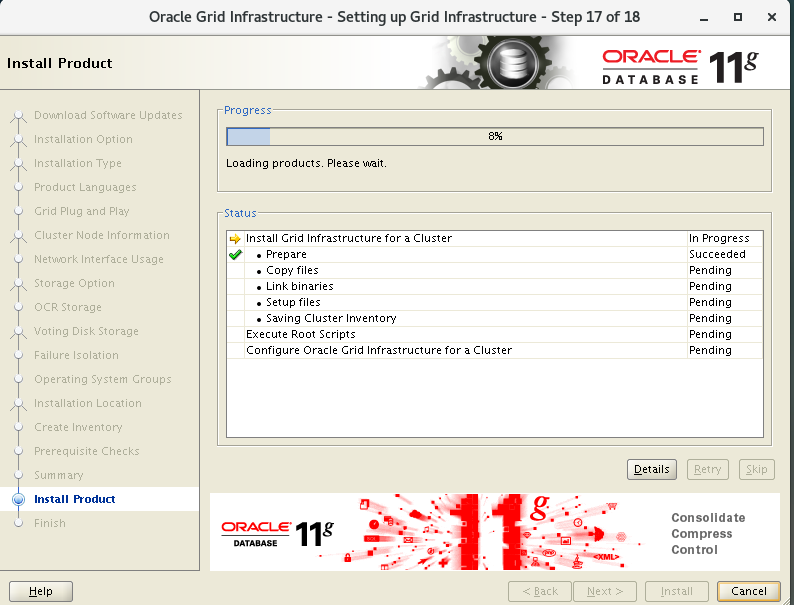 Oracle Grid Infrastructure - Setting up Grid Infrastructure - Step 17 of 18
Install Product
ORACLE
DATABASE
11g
Download Software Updates
Installation Option
Installation Type
Product Languages
Grid Plug and Play
Cluster Node Information
Network Interface Usage
Storage Option
OCR Storage
Voting Disk Storage
Failure Isolation
Operating System Groups
Installation Location
Create Inventory
Prerequisite Checks
Summary
Install Product
Finish
Progress
8%
Loading products. Please wait.
Status
Install Grid Infrastructure for a Cluster In Progress
• Prepare Succeeded
• Copy files Pending
• Link binaries Pending
• Setup files Pending
• Saving Cluster Inventory Pending
Execute Root Scripts Pending
Configure Oracle Grid Infrastructure for a Cluster Pending
Details Retry Skip
ORACLE
DATABASE
11g
11g
<XML>
Consolidate
Compress
Control
Help < Back Next > Install Cancel